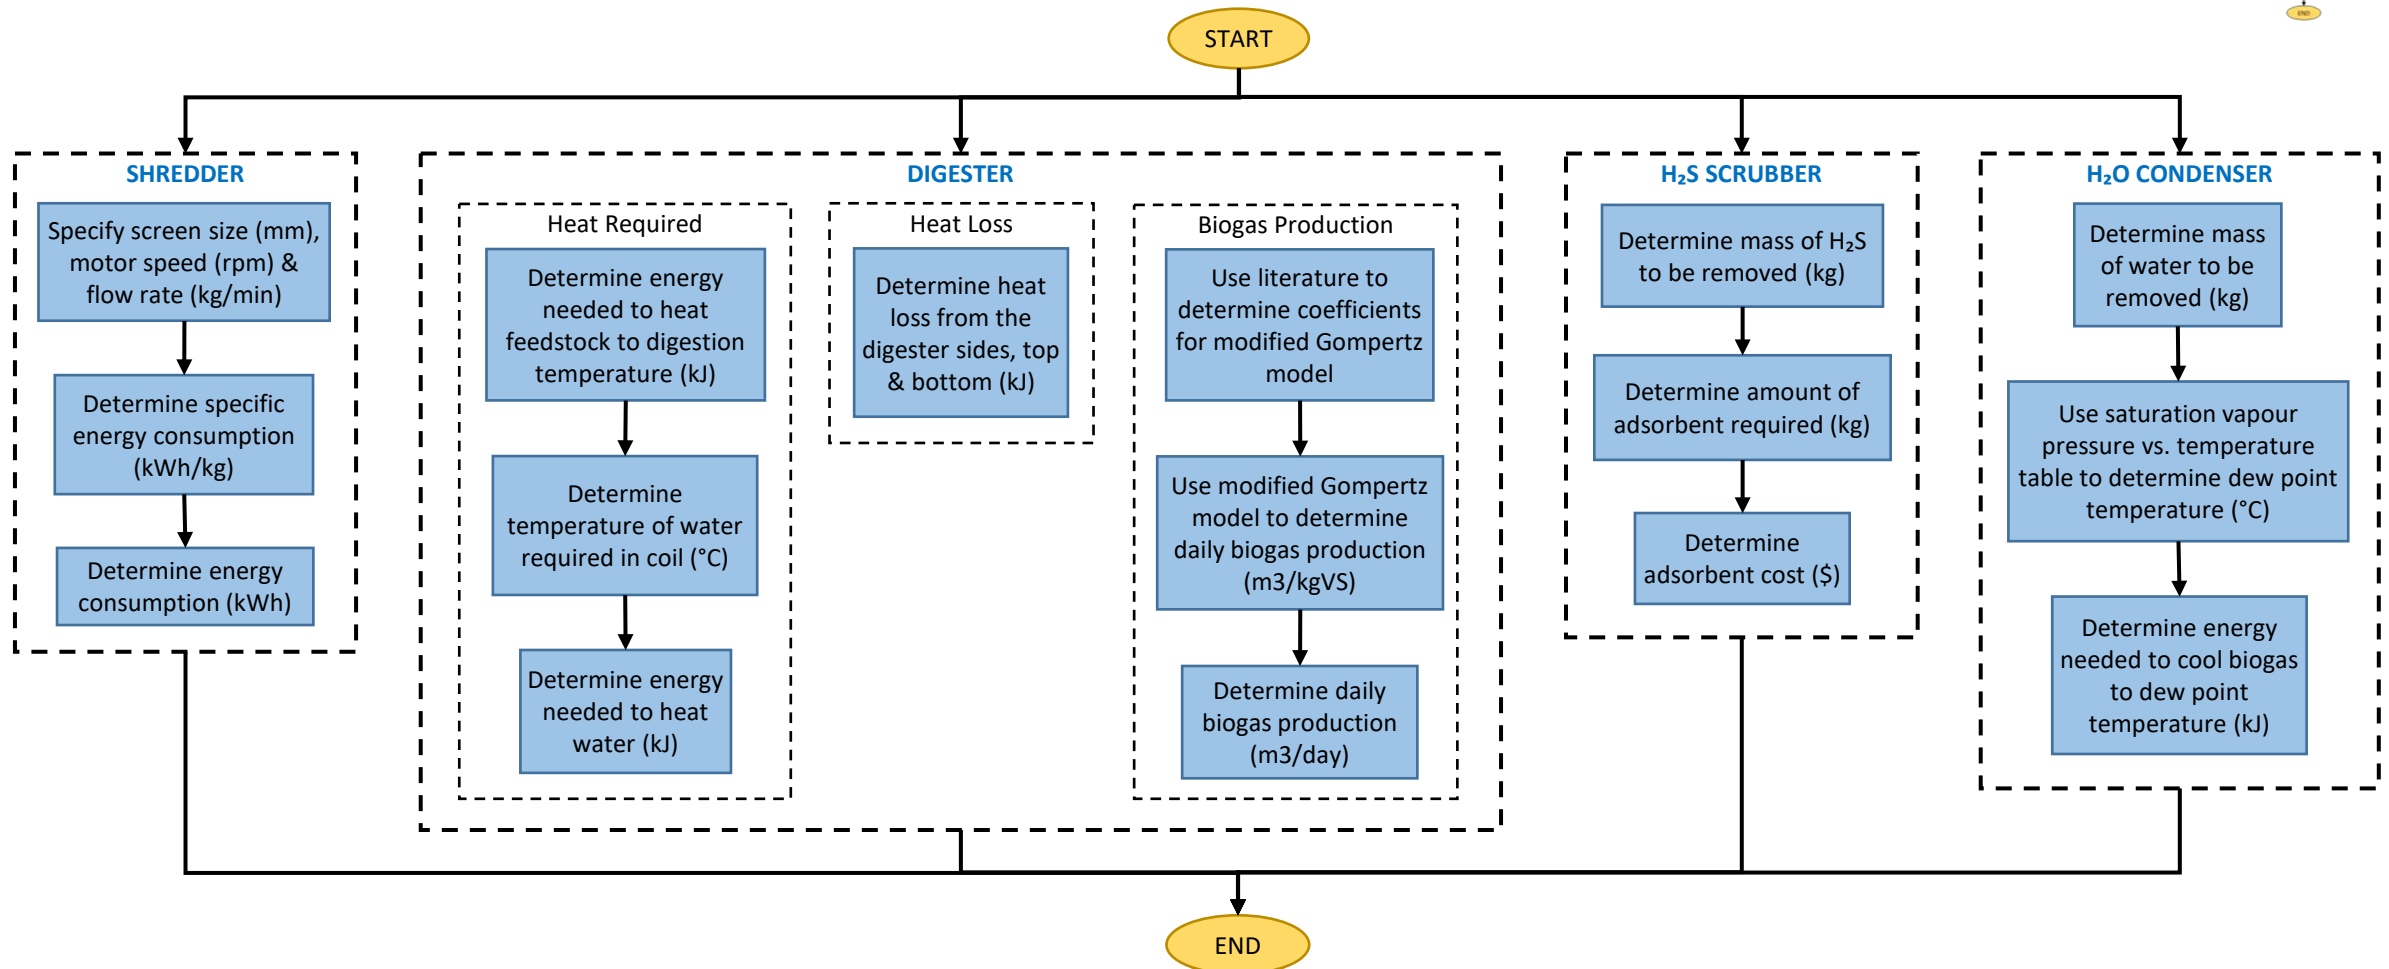 END
START
SHREDDER
Specify screen size (mm),
motor speed (rpm) &
flow rate (kg/min)
Determine specific
energy consumption
(kWh/kg)
Determine energy
consumption (kWh)
DIGESTER
Heat Required
Determine energy
needed to heat
feedstock to digestion
temperature (kJ)
Determine
temperature of water
required in coil (°C)
Determine energy
needed to heat
water (kJ)
Heat Loss
Determine heat
loss from the
digester sides, top
& bottom (kJ)
Biogas Production
Use literature to
determine coefficients
for modified Gompertz
model
Use modified Gompertz
model to determine
daily biogas production
(m3/kgVS)
Determine daily
biogas production
(m3/day)
H₂S SCRUBBER
Determine mass of H₂S
to be removed (kg)
Determine amount of
adsorbent required (kg)
Determine
adsorbent cost ($)
H₂O CONDENSER
Determine mass
of water to be
removed (kg)
Use saturation vapour
pressure vs. temperature
table to determine dew point
temperature (°C)
Determine energy
needed to cool biogas
to dew point
temperature (kJ)
END